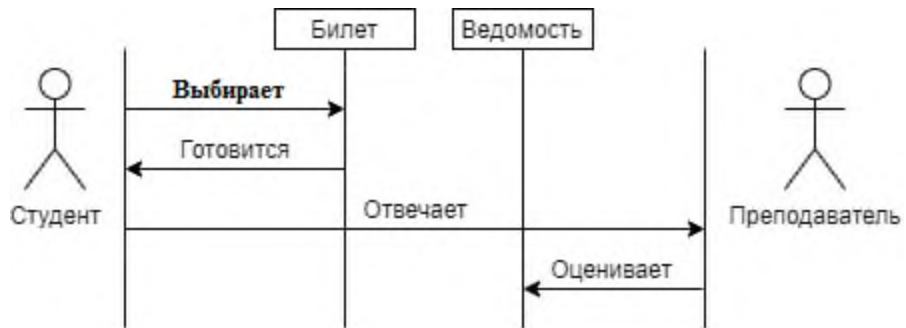 Билет
Ведомость
Выбирает
Готовится
Студент
Отвечает
Преподаватель
Оценивает